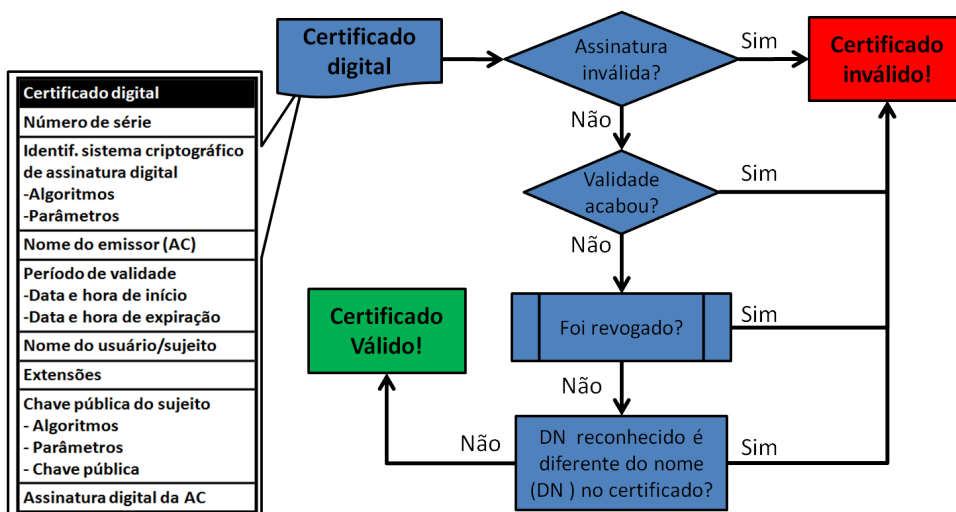 Certificado digital
Número de série
Identif. sistema criptográfico
de assinatura digital
-Algoritmos
-Parâmetros
Nome do emissor (AC)
Período de validade
-Data e hora de início
-Data e hora de expiração
Nome do usuário/sujeito
Extensões
Chave pública do sujeito
- Algoritmos
- Parâmetros
- Chave pública
Assinatura digital da AC
Certificado
digital
Assinatura
inválida?
Sim
Certificado
inválido!
Não
Validade
acabou?
Sim
Não
Foi revogado?
Sim
Certificado
Válido!
Não
DN reconhecido é
diferente do nome
(DN ) no certificado?
Sim
Não